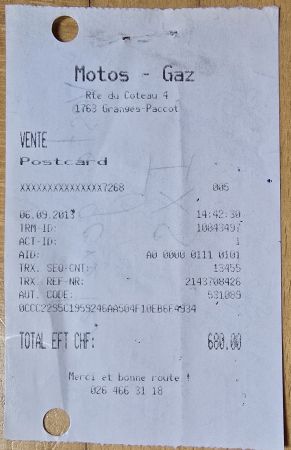 Motos - Gaz
Rte du Coteau 4
1763 Granges-Paccot
VENTE
Postcard
XXXXXXXXXXXXXXX7268 005
06.09.2013 14:42:30
TRM-ID:
ACT-ID: 1
AID: A0 0000 0111 0101
TRX. SEQ-CNT: 13455
TRX. REF-NR: 2143708426
AUT. CODE: 531089
TOTAL EFT CHF: 680.00
Merci et bonne route !
026 466 31 18